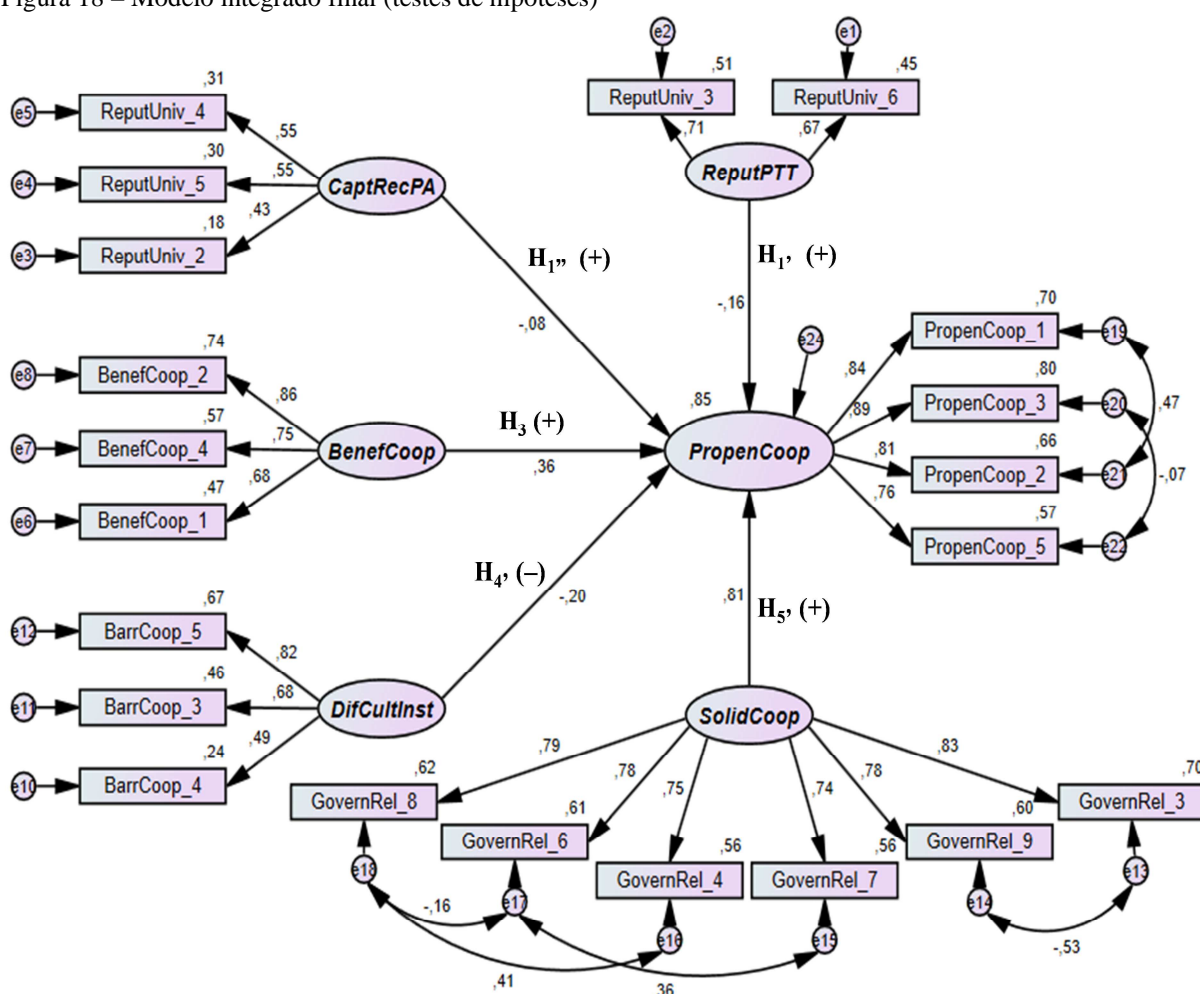 Figura 18 – Modelo integrado final (testes de hipóteses)
e2
e1
,51
,45
ReputUniv_3
ReputUniv_6
,71
,67
ReputPTT
,31
e5
ReputUniv_4
,55
,30
e4
ReputUniv_5
,55
,18
,43
e3
ReputUniv_2
CaptRecPA
H1,, (+)
-,08
H1, (+)
-,16
,74
e8
BenefCoop_2
,86
,57
e7
BenefCoop_4
,75
,47
,68
e6
BenefCoop_1
BenefCoop
H3 (+)
,36
e24
,85
PropenCoop
,70
PropenCoop_1
e19
,84
,80
PropenCoop_3
e20
,89
,47
,66
PropenCoop_2
e21
,81
-,07
,57
PropenCoop_5
e22
,76
H4, (–)
-,20
,81
H5, (+)
,67
e12
BarrCoop_5
,82
,46
e11
BarrCoop_3
,68
,24
,49
e10
BarrCoop_4
DifCultInst
SolidCoop
,79
,78
,75
,74
,78
,83
,62
GovernRel_8
,61
GovernRel_6
,56
GovernRel_4
,56
GovernRel_7
,60
GovernRel_9
,70
GovernRel_3
e18
e17
e16
e15
e14
e13
-,16
,41
,36
-,53